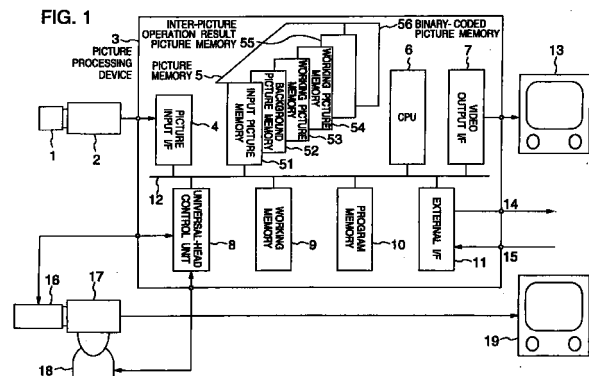 FIG. 1
3
PICTURE
PROCESSING
DEVICE
INTER-PICTURE
OPERATION RESULT
PICTURE MEMORY
55
56
BINARY-CODED
PICTURE MEMORY
PICTURE
MEMORY
5
6
7
13
PICTURE
INPUT I/F
4
INPUT PICTURE
MEMORY
51
BACKGROUND
PICTURE MEMORY
52
WORKING PICTURE
MEMORY
53
WORKING PICTURE
MEMORY
54
CPU
VIDEO
OUTPUT I/F
1
2
12
UNIVERSAL-HEAD
CONTROL UNIT
8
WORKING
MEMORY
9
PROGRAM
MEMORY
10
EXTERNAL I/F
11
14
15
16
17
18
19